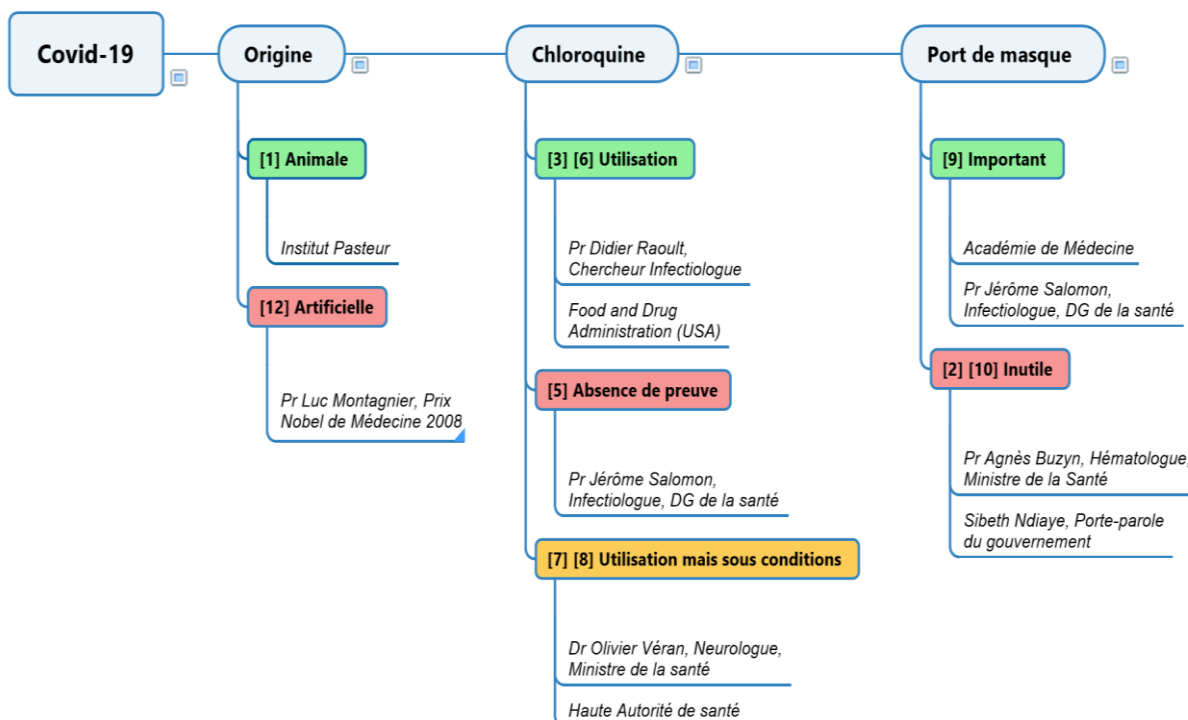 Covid-19
Origine
Chloroquine
Port de masque
[1] Animale
Institut Pasteur
[12] Artificielle
Pr Luc Montagnier, Prix
Nobel de Médecine 2008
[3] [6] Utilisation
Pr Didier Raoult,
Chercheur Infectiologue
Food and Drug
Administration (USA)
[5] Absence de preuve
Pr Jérôme Salomon,
Infectiologue, DG de la santé
[7] [8] Utilisation mais sous conditions
Dr Olivier Véran, Neurologue,
Ministre de la santé
Haute Autorité de santé
[9] Important
Académie de Médecine
Pr Jérôme Salomon,
Infectiologue, DG de la santé
[2] [10] Inutile
Pr Agnès Buzyn, Hématologue,
Ministre de la Santé
Sibeth Ndiaye, Porte-parole
du gouvernement